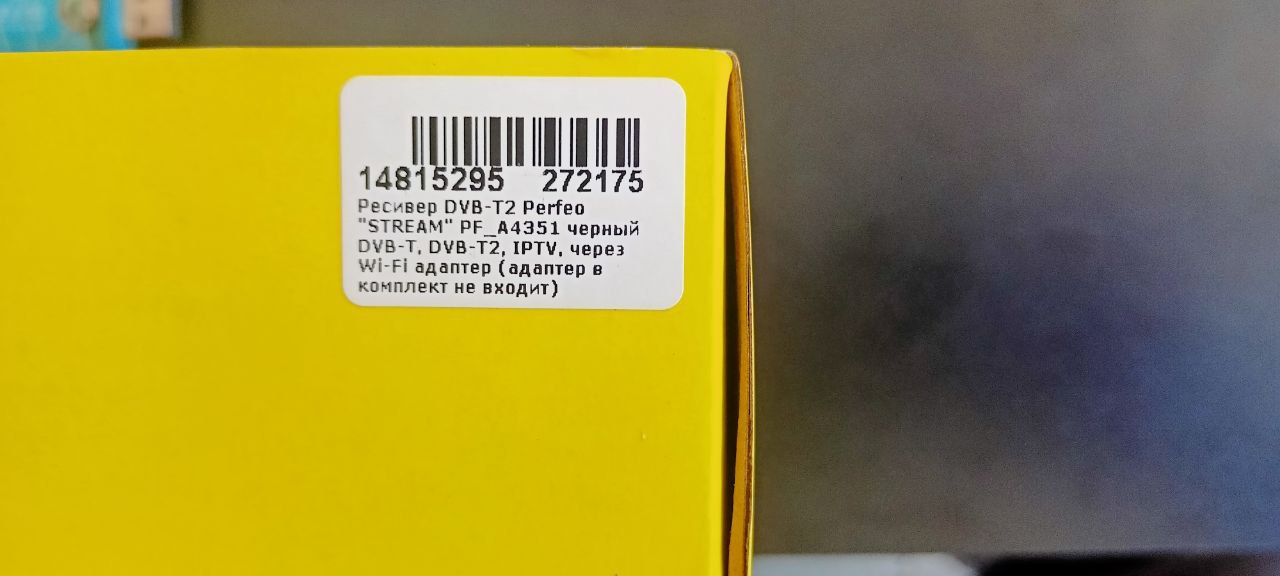 14815295 272175
Ресивер DVB-T2 Perfeo
"STREAM" PF_A4351 черный
DVB-T, DVB-T2, IPTV, через
Wi-Fi адаптер (адаптер в
комплект не входит)